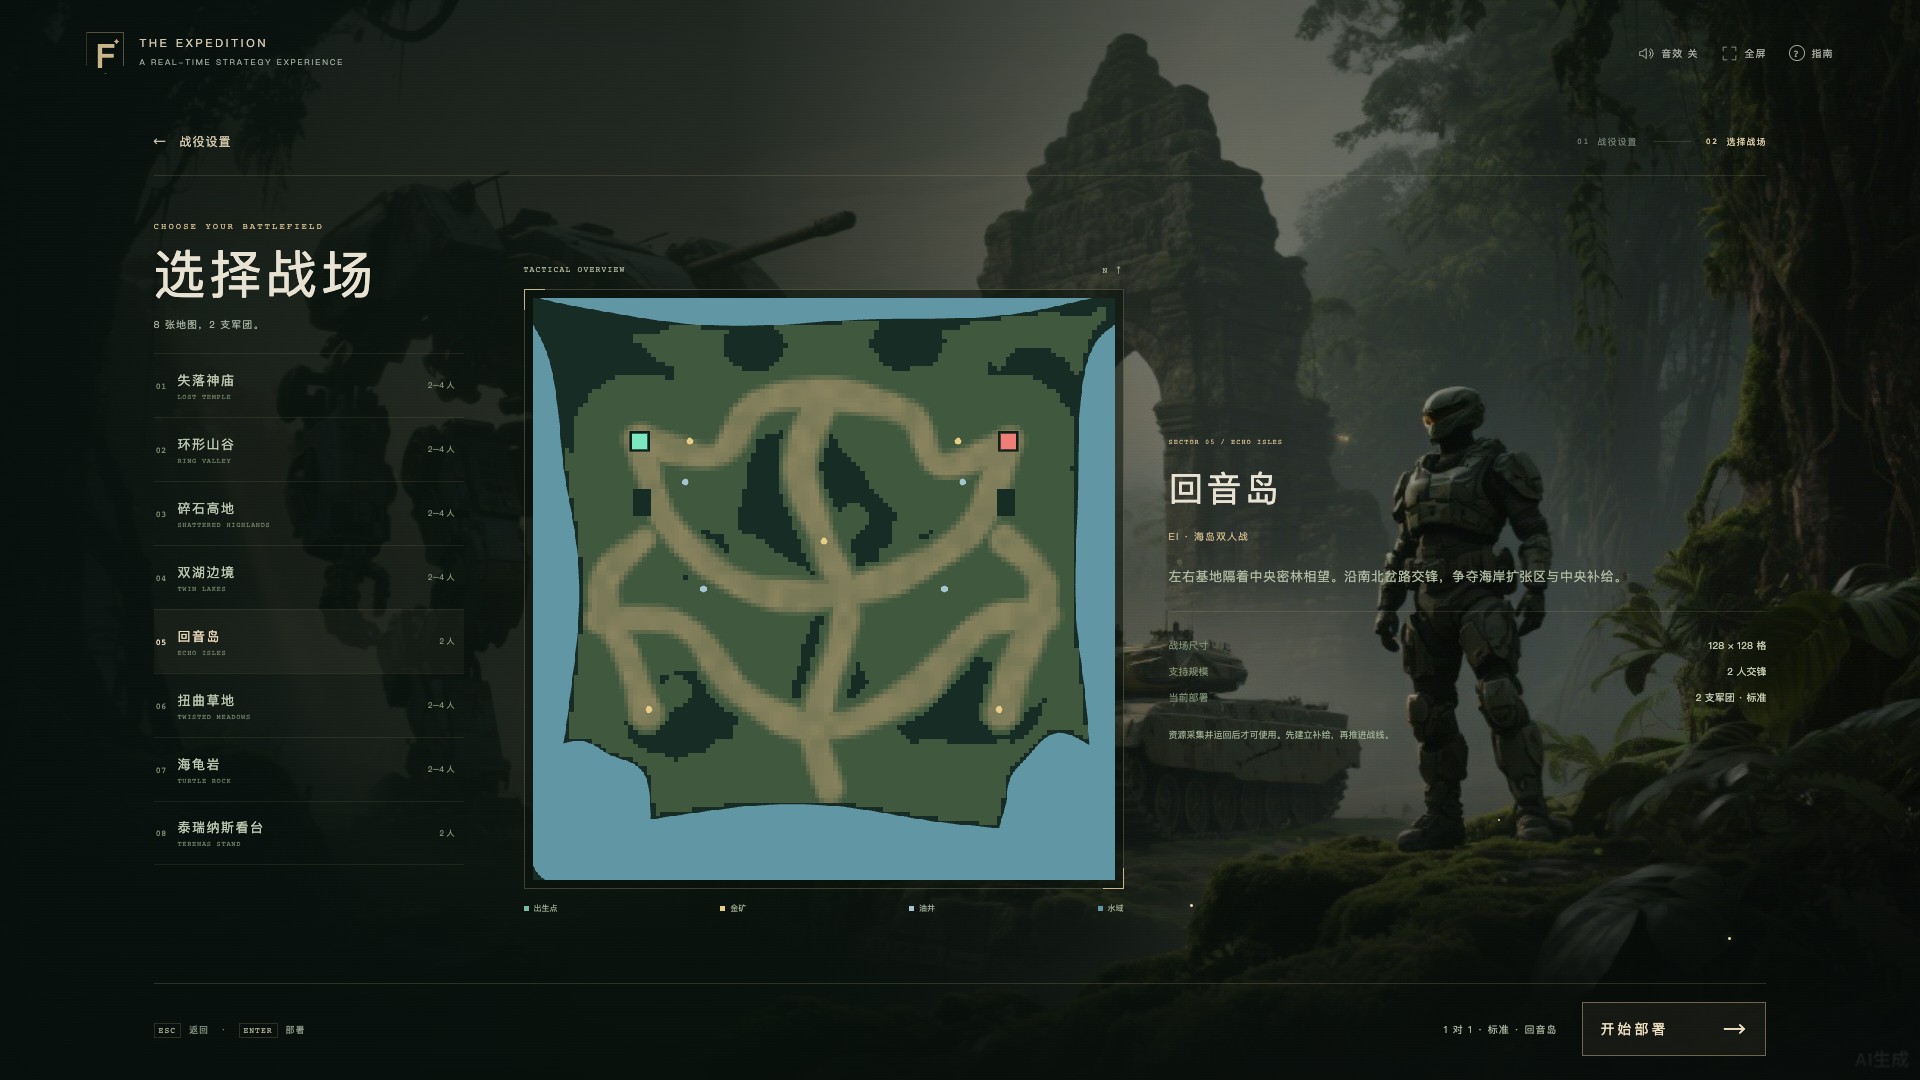 F
THE EXPEDITION
A REAL-TIME STRATEGY EXPERIENCE
音效 关
全屏
? 指南
← 战役设置
01 战役设置
02 选择战场
CHOOSE YOUR BATTLEFIELD
选择战场
8 张地图，2 支军团。
01 失落神庙 2–4 人
LOST TEMPLE
02 环形山谷 2–4 人
RING VALLEY
03 碎石高地 2–4 人
SHATTERED HIGHLANDS
04 双湖边境 2–4 人
TWIN LAKES
05 回音岛 2 人
ECHO ISLES
06 扭曲草地 2–4 人
TWISTED MEADOWS
07 海龟岩 2–4 人
TURTLE ROCK
08 泰瑞纳斯看台 2 人
TERENAS STAND
TACTICAL OVERVIEW
N ↑
出生点
金矿
油井
水域
SECTOR 05 / ECHO ISLES
回音岛
EI · 海岛双人战
左右基地隔着中央密林相望。沿南北岔路交锋，争夺海岸扩张区与中央补给。
战场尺寸 128 × 128 格
支持规模 2 人交锋
当前部署 2 支军团 · 标准
资源采集并运回后才可使用。先建立补给，再推进战线。
ESC 返回 · ENTER 部署
1 对 1 · 标准 · 回音岛
开始部署 →
AI生成